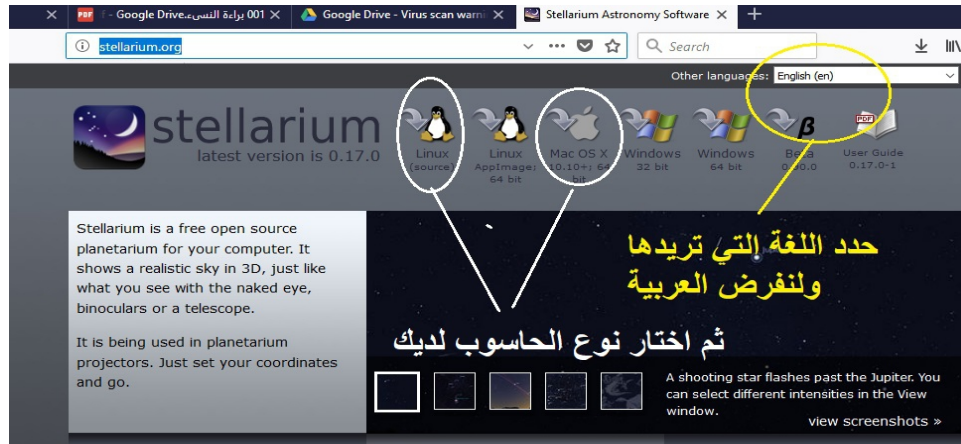 001 براءة النسيء.Google Drive - f
Google Drive - Virus scan warni
Stellarium Astronomy Software
stellarium.org
Search
Other languages: English (en)
stellarium
latest version is 0.17.0
Linux
(source)
Linux
AppImage;
64 bit
Mac OS X
10.10+; 64
bit
Windows
32 bit
Windows
64 bit
β
Beta
PDF
User Guide
0.17.0-1
Stellarium is a free open source
planetarium for your computer. It
shows a realistic sky in 3D, just like
what you see with the naked eye,
binoculars or a telescope.
It is being used in planetarium
projectors. Just set your coordinates
and go.
حدد اللغة التي تريدها
ولنفرض العربية
ثم اختار نوع الحاسوب لديك
A shooting star flashes past the Jupiter. You
can select different intensities in the View
window.
view screenshots »